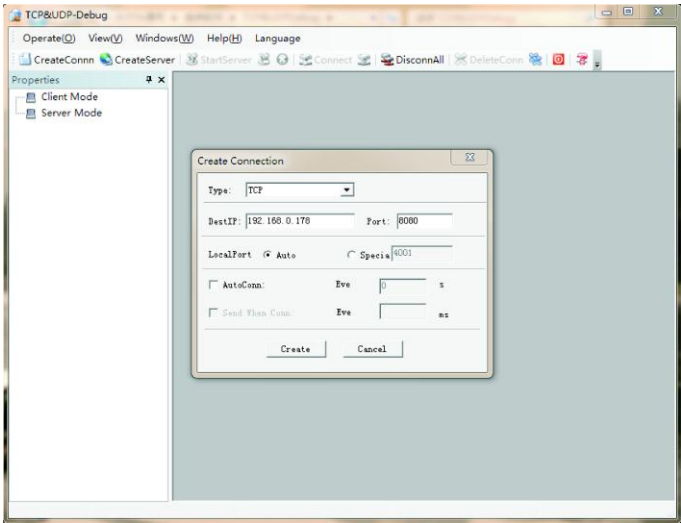 TCP&UDP-Debug
Operate(O) View(V) Windows(W) Help(H) Language
CreateConnn CreateServer StartServer Connect DisconnAll DeleteConn
Properties
Client Mode
Server Mode
Create Connection
Type: TCP
DestIP: 192.168.0.178 Port: 8080
LocalPort Auto Specia 4001
AutoConn: Eve 0 s
Send When Conn Eve ms
Create Cancel